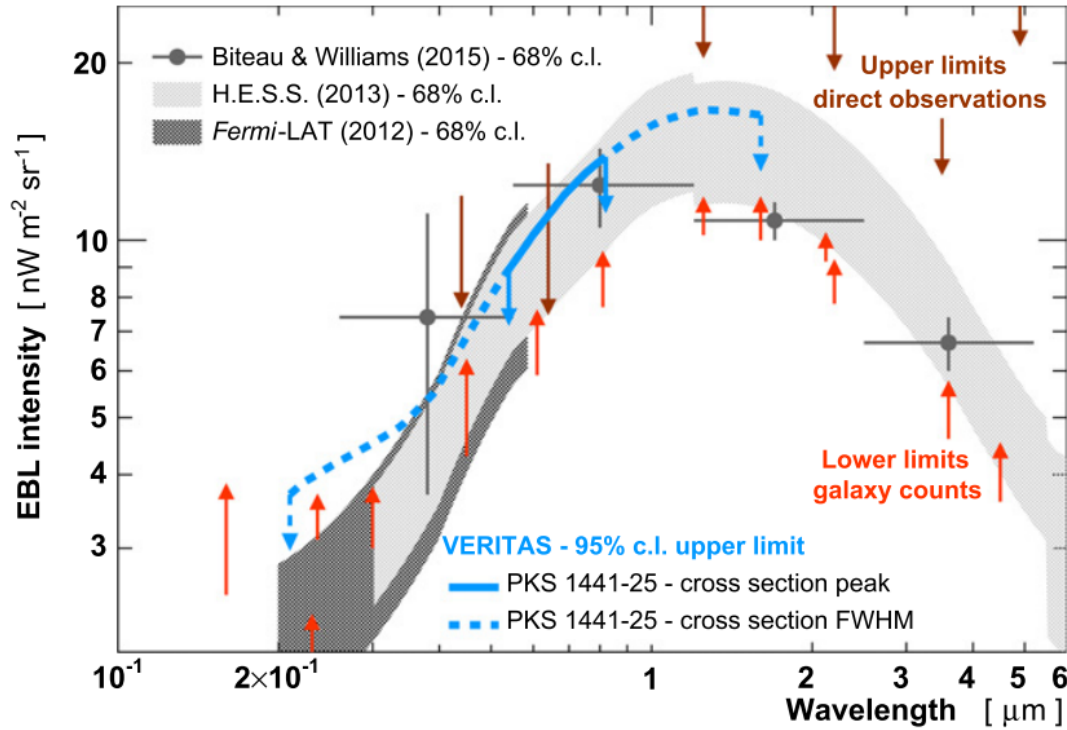 20
10
8
7
6
5
4
3
EBL intensity [ nW m⁻² sr⁻¹ ]
Biteau & Williams (2015) - 68% c.l.
H.E.S.S. (2013) - 68% c.l.
Fermi-LAT (2012) - 68% c.l.
Upper limits
direct observations
Lower limits
galaxy counts
VERITAS - 95% c.l. upper limit
PKS 1441-25 - cross section peak
PKS 1441-25 - cross section FWHM
10⁻¹ 2×10⁻¹ 1 2 3 4 5 6
Wavelength [ μm ]